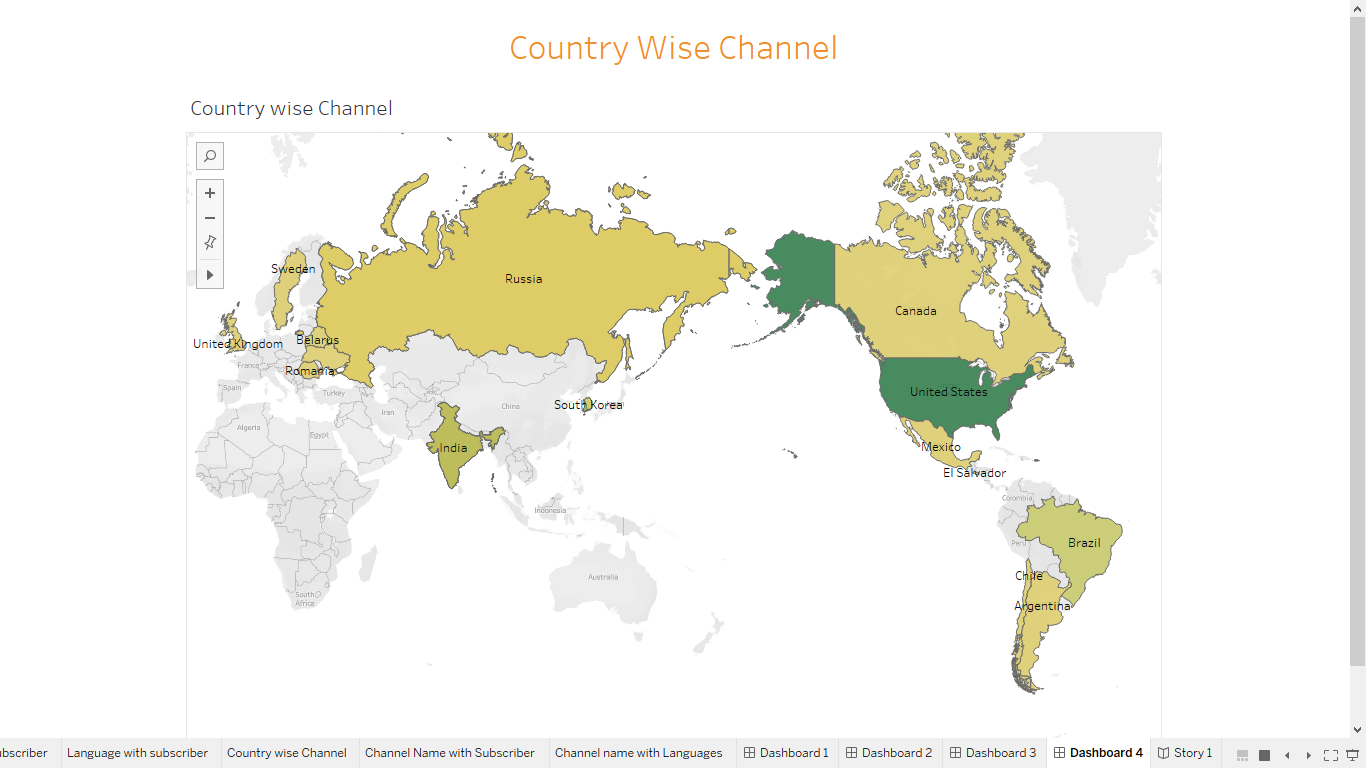 Country Wise Channel
Country wise Channel
Sweden
Russia
Canada
United Kingdom
Belarus
France
Romania
Spain
Turkey
United States
South Korea
China
Iran
Algeria
Egypt
India
Mexico
El Salvador
Colombia
Indonesia
Brazil
Peru
Chile
Australia
South
Africa
Argentina
ubscriber
Language with subscriber
Country wise Channel
Channel Name with Subscriber
Channel name with Languages
Dashboard 1
Dashboard 2
Dashboard 3
Dashboard 4
Story 1